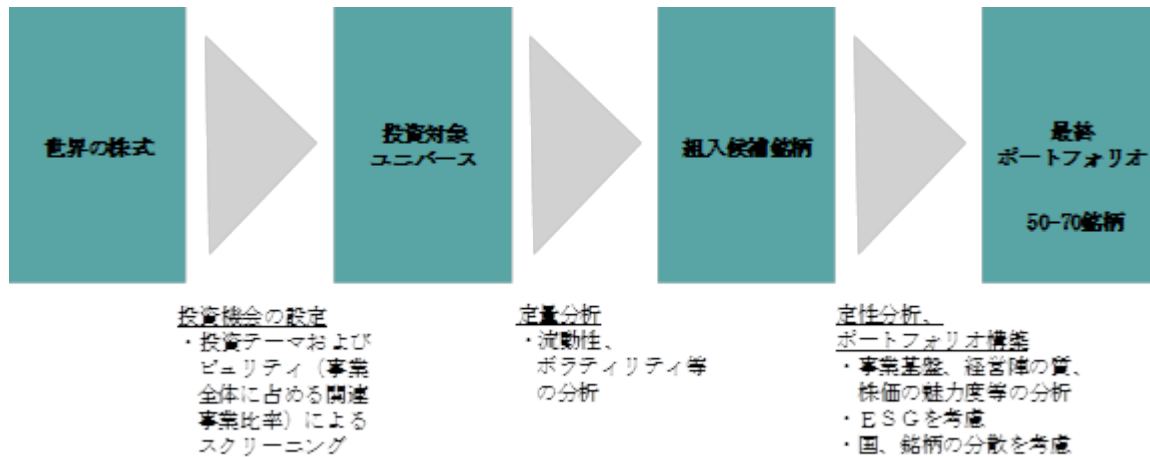 世界の株式
投資対象
ユニバース
組入候補銘柄
最終
ポートフォリオ
50-70銘柄
投資機会の設定
・投資テーマおよび
ピュリティ（事業
全体に占める関連
事業比率）による
スクリーニング
定量分析
・流動性、
ボラティリティ等
の分析
定性分析、
ポートフォリオ構築
・事業基盤、経営陣の質、
株価の魅力度等の分析
・ＥＳＧを考慮
・国、銘柄の分散を考慮